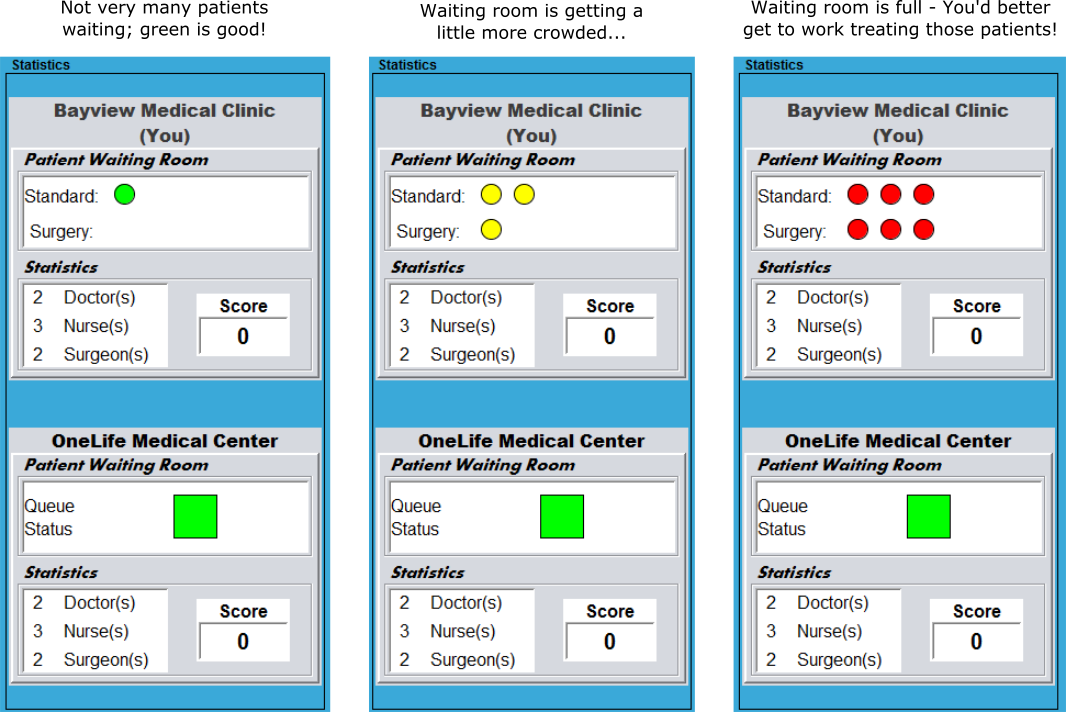 Not very many patients
waiting; green is good!
Statistics
Bayview Medical Clinic
(You)
Patient Waiting Room
Standard:
Surgery:
Statistics
2 Doctor(s)
3 Nurse(s)
2 Surgeon(s)
Score
0
OneLife Medical Center
Patient Waiting Room
Queue
Status
Statistics
2 Doctor(s)
3 Nurse(s)
2 Surgeon(s)
Score
0
Waiting room is getting a
little more crowded...
Statistics
Bayview Medical Clinic
(You)
Patient Waiting Room
Standard:
Surgery:
Statistics
2 Doctor(s)
3 Nurse(s)
2 Surgeon(s)
Score
0
OneLife Medical Center
Patient Waiting Room
Queue
Status
Statistics
2 Doctor(s)
3 Nurse(s)
2 Surgeon(s)
Score
0
Waiting room is full - You'd better
get to work treating those patients!
Statistics
Bayview Medical Clinic
(You)
Patient Waiting Room
Standard:
Surgery:
Statistics
2 Doctor(s)
3 Nurse(s)
2 Surgeon(s)
Score
0
OneLife Medical Center
Patient Waiting Room
Queue
Status
Statistics
2 Doctor(s)
3 Nurse(s)
2 Surgeon(s)
Score
0